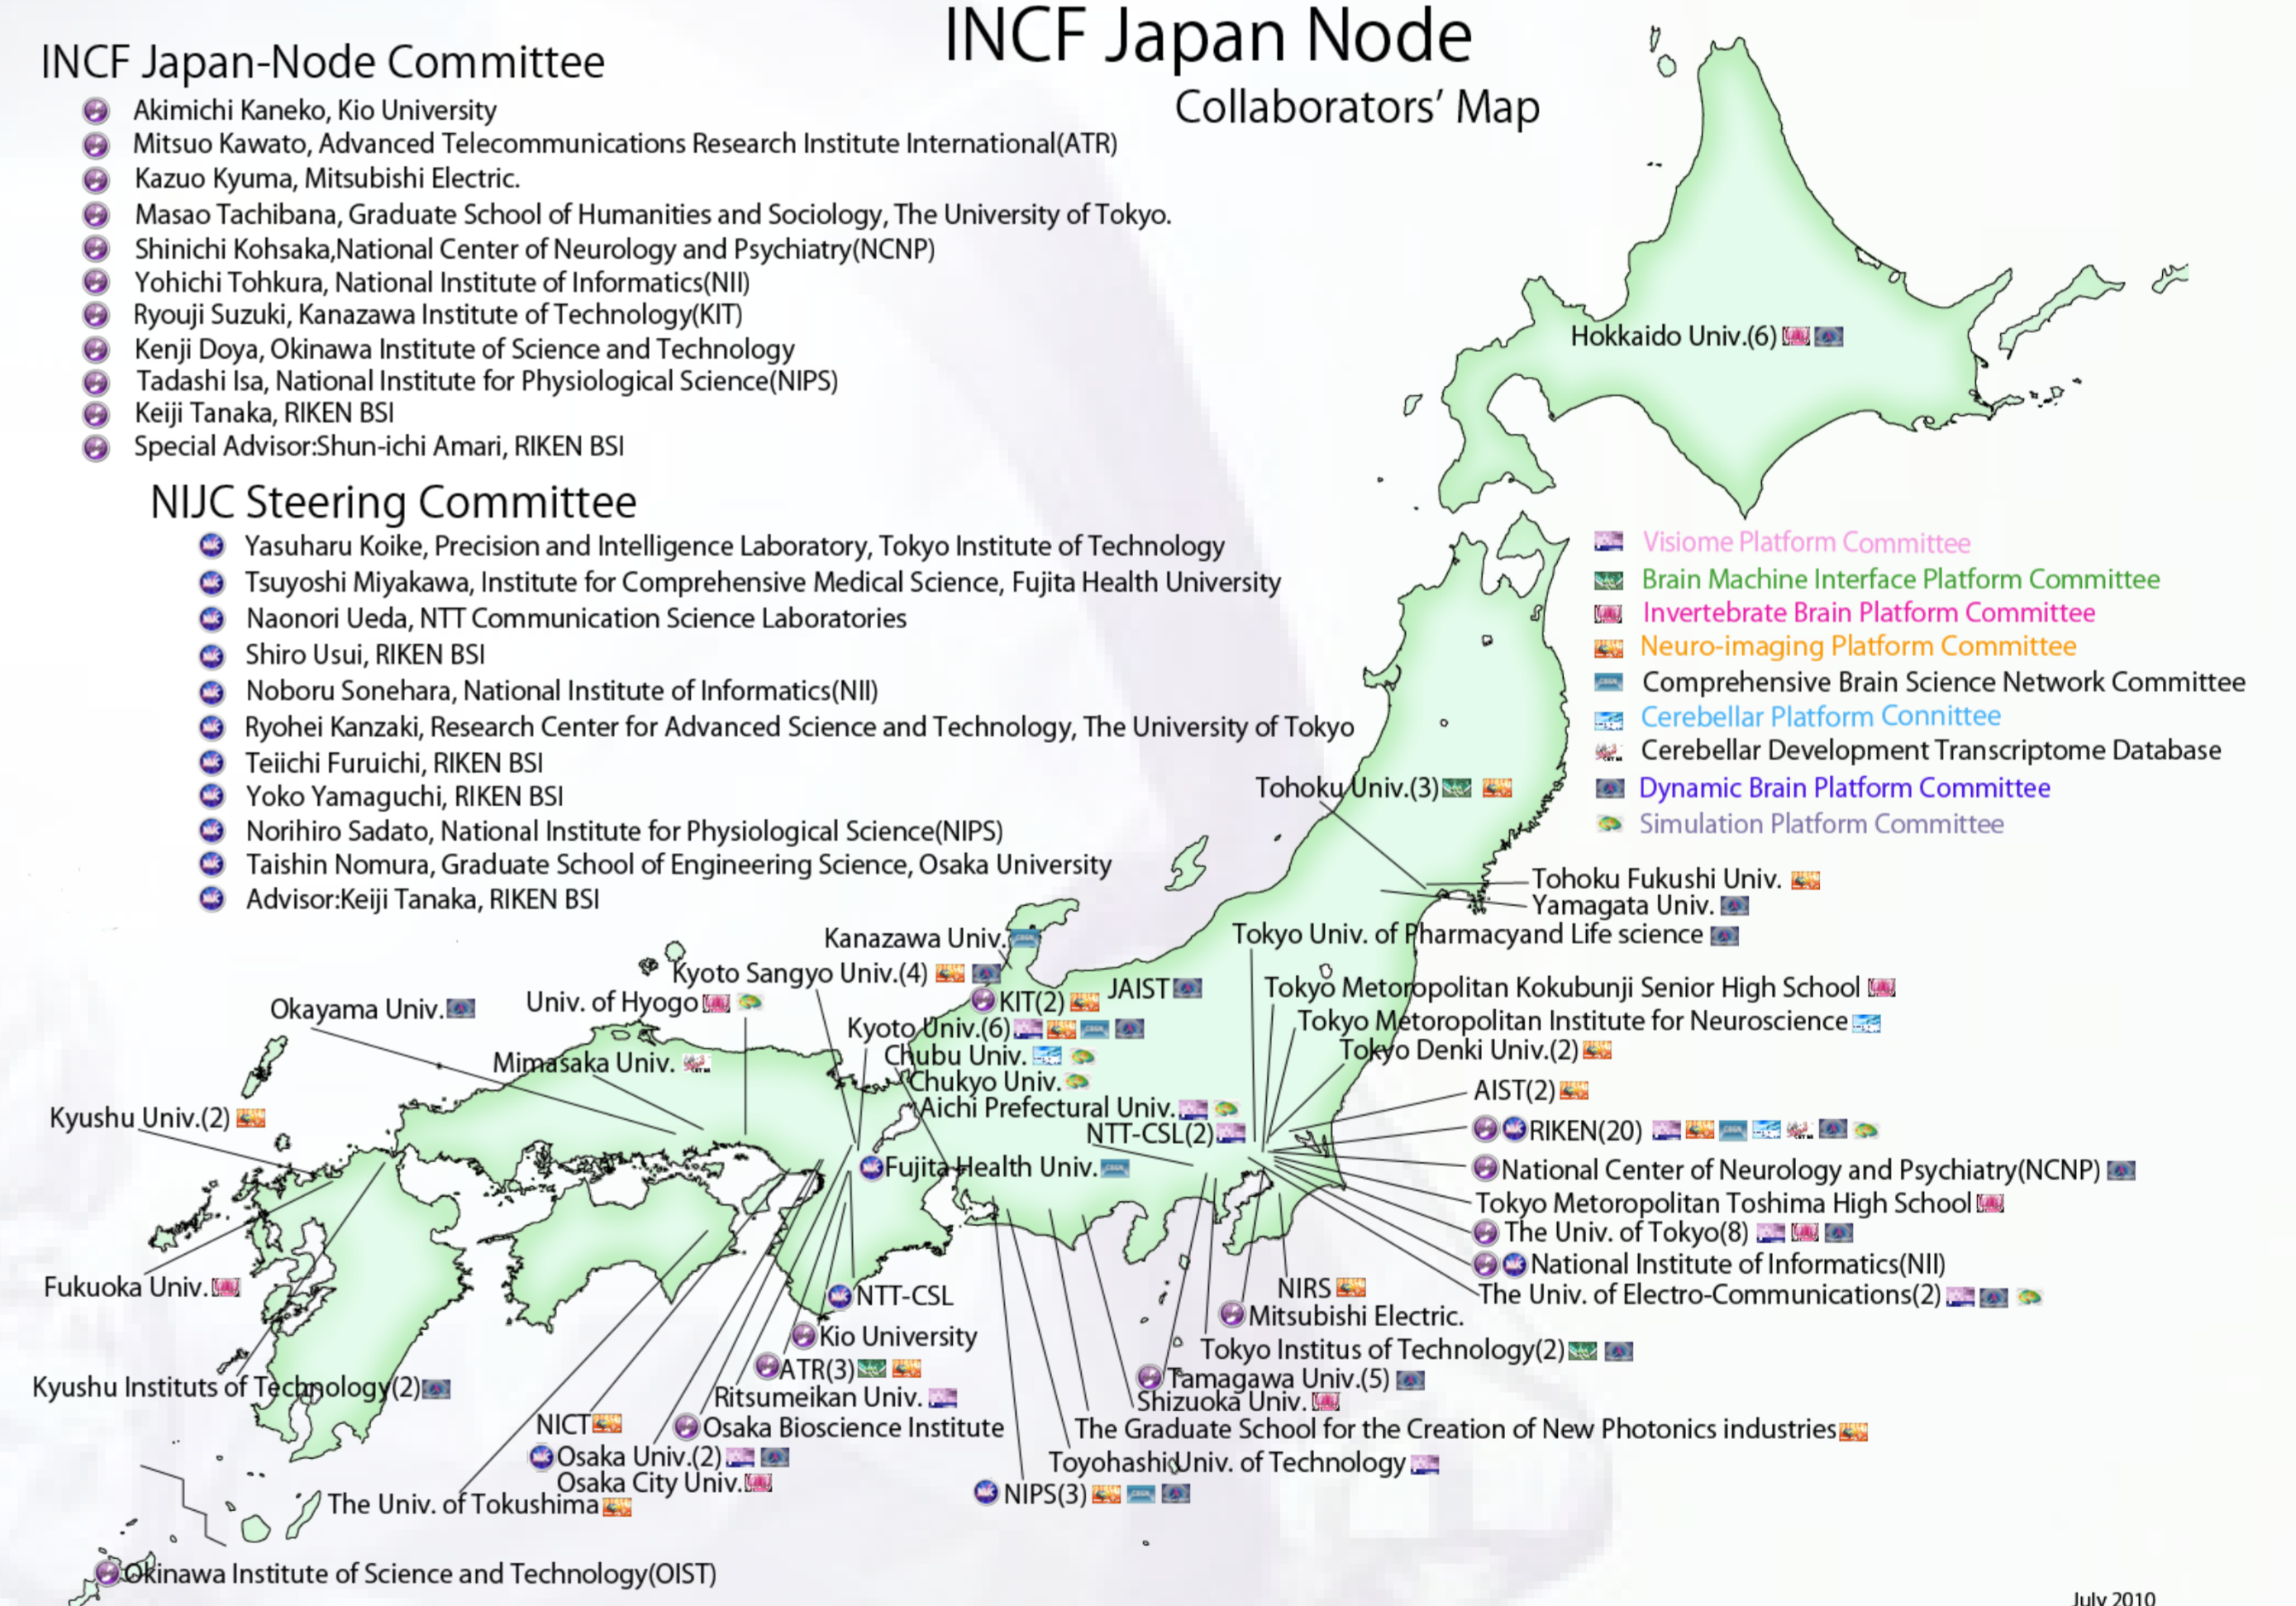 INCF Japan Node
Collaborators' Map
INCF Japan-Node Committee
Akimichi Kaneko, Kio University
Mitsuo Kawato, Advanced Telecommunications Research Institute International(ATR)
Kazuo Kyuma, Mitsubishi Electric.
Masao Tachibana, Graduate School of Humanities and Sociology, The University of Tokyo.
Shinichi Kohsaka,National Center of Neurology and Psychiatry(NCNP)
Yohichi Tohkura, National Institute of Informatics(NII)
Ryouji Suzuki, Kanazawa Institute of Technology(KIT)
Kenji Doya, Okinawa Institute of Science and Technology
Tadashi Isa, National Institute for Physiological Science(NIPS)
Keiji Tanaka, RIKEN BSI
Special Advisor:Shun-ichi Amari, RIKEN BSI
NIJC Steering Committee
Yasuharu Koike, Precision and Intelligence Laboratory, Tokyo Institute of Technology
Tsuyoshi Miyakawa, Institute for Comprehensive Medical Science, Fujita Health University
Naonori Ueda, NTT Communication Science Laboratories
Shiro Usui, RIKEN BSI
Noboru Sonehara, National Institute of Informatics(NII)
Ryohei Kanzaki, Research Center for Advanced Science and Technology, The University of Tokyo
Teiichi Furuichi, RIKEN BSI
Yoko Yamaguchi, RIKEN BSI
Norihiro Sadato, National Institute for Physiological Science(NIPS)
Taishin Nomura, Graduate School of Engineering Science, Osaka University
Advisor:Keiji Tanaka, RIKEN BSI
Hokkaido Univ.(6)
Visiome Platform Committee
Brain Machine Interface Platform Committee
Invertebrate Brain Platform Committee
Neuro-imaging Platform Committee
Comprehensive Brain Science Network Committee
Cerebellar Platform Connittee
Cerebellar Development Transcriptome Database
Dynamic Brain Platform Committee
Simulation Platform Committee
Tohoku Univ.(3)
Tohoku Fukushi Univ.
Yamagata Univ.
Tokyo Univ. of Pharmacyand Life science
Kanazawa Univ.
Kyoto Sangyo Univ.(4)
JAIST
KIT(2)
Tokyo Metoropolitan Kokubunji Senior High School
Okayama Univ.
Univ. of Hyogo
Kyoto Univ.(6)
Tokyo Metoropolitan Institute for Neuroscience
Mimasaka Univ.
Chubu Univ.
Tokyo Denki Univ.(2)
Chukyo Univ.
AIST(2)
Kyushu Univ.(2)
Aichi Prefectural Univ.
NTT-CSL(2)
RIKEN(20)
Fujita Health Univ.
National Center of Neurology and Psychiatry(NCNP)
Tokyo Metoropolitan Toshima High School
The Univ. of Tokyo(8)
National Institute of Informatics(NII)
Fukuoka Univ.
NTT-CSL
NIRS
The Univ. of Electro-Communications(2)
Mitsubishi Electric.
Kio University
Tokyo Institus of Technology(2)
ATR(3)
Tamagawa Univ.(5)
Kyushu Instituts of Technology(2)
Ritsumeikan Univ.
Shizuoka Univ.
NICT
Osaka Bioscience Institute
The Graduate School for the Creation of New Photonics industries
Osaka Univ.(2)
Toyohashi Univ. of Technology
Osaka City Univ.
NIPS(3)
The Univ. of Tokushima
Okinawa Institute of Science and Technology(OIST)
July 2010